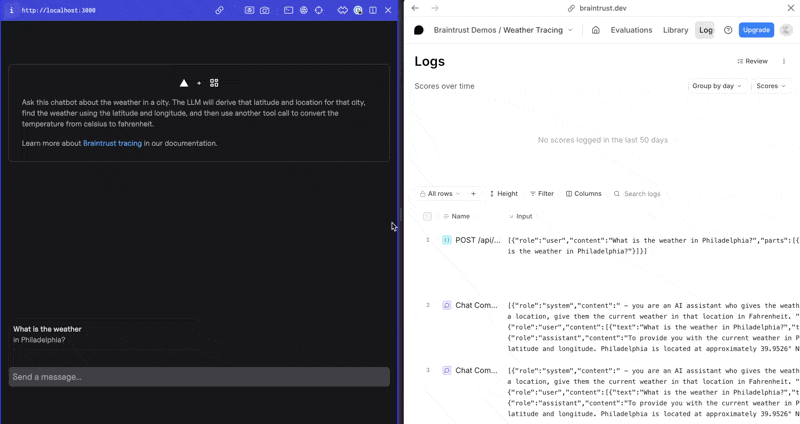 http://localhost:3000
Ask this chatbot about the weather in a city. The LLM will derive that latitude and location for that city,
find the weather using the latitude and longitude, and then use another tool call to convert the
temperature from celsius to fahrenheit.
Learn more about Braintrust tracing in our documentation.
What is the weather
in Philadelphia?
Send a message...
braintrust.dev
Braintrust Demos / Weather Tracing
Evaluations
Library
Log
Upgrade
Logs
Review
Scores over time
Group by day
Scores
No scores logged in the last 50 days
All rows
Height
Filter
Columns
Search logs
Name
Input
1
POST /api/...
[{"role":"user","content":"What is the weather in Philadelphia?","parts":[{
is the weather in Philadelphia?"}]}]
2
Chat Com...
[{"role":"system","content":" - you are an AI assistant who gives the weath
a location, give them the current weather in that location in Fahrenheit.
{"role":"user","content":[{"text":"What is the weather in Philadelphia?","t
{"role":"assistant","content":"To provide you with the current weather in P
latitude and longitude. Philadelphia is located at approximately 39.9526° N
3
Chat Com...
[{"role":"system","content":" - you are an AI assistant who gives the weath
a location, give them the current weather in that location in Fahrenheit. "
{"role":"user","content":[{"text":"What is the weather in Philadelphia?","t
{"role":"assistant","content":"To provide you with the current weather in P
latitude and longitude. Philadelphia is located at approximately 39.9526° N